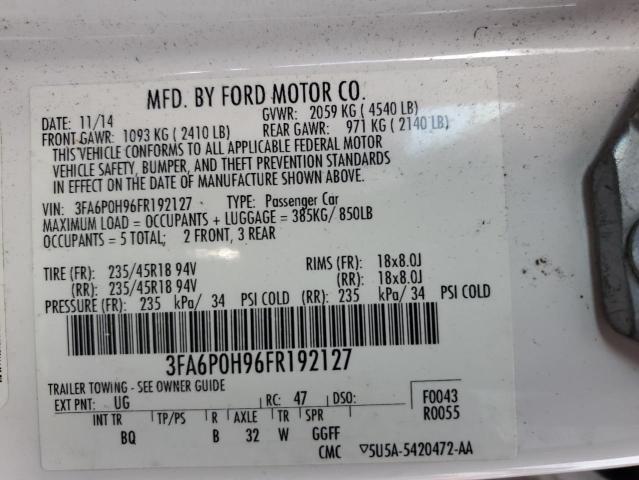 MFD. BY FORD MOTOR CO.
DATE: 11/14 GVWR: 2059 KG ( 4540 LB)
FRONT GAWR: 1093 KG ( 2410 LB) REAR GAWR: 971 KG ( 2140 LB)
THIS VEHICLE CONFORMS TO ALL APPLICABLE FEDERAL MOTOR
VEHICLE SAFETY, BUMPER, AND THEFT PREVENTION STANDARDS
IN EFFECT ON THE DATE OF MANUFACTURE SHOWN ABOVE.
VIN: 3FA6P0H96FR192127 TYPE: Passenger Car
MAXIMUM LOAD = OCCUPANTS + LUGGAGE = 385KG/ 850LB
OCCUPANTS = 5 TOTAL; 2 FRONT, 3 REAR
TIRE (FR): 235/45R18 94V RIMS (FR): 18x8.0J
(RR): 235/45R18 94V (RR): 18x8.0J
PRESSURE (FR): 235 kPa/ 34 PSI COLD (RR): 235 kPa/ 34 PSI COLD
3FA6P0H96FR192127
TRAILER TOWING - SEE OWNER GUIDE
EXT PNT: UG RC: 47 DSO: F0043
R0055
INT TR TP/PS R AXLE TR SPR
BQ B 32 W GGFF
CMC ▽5U5A-5420472-AA